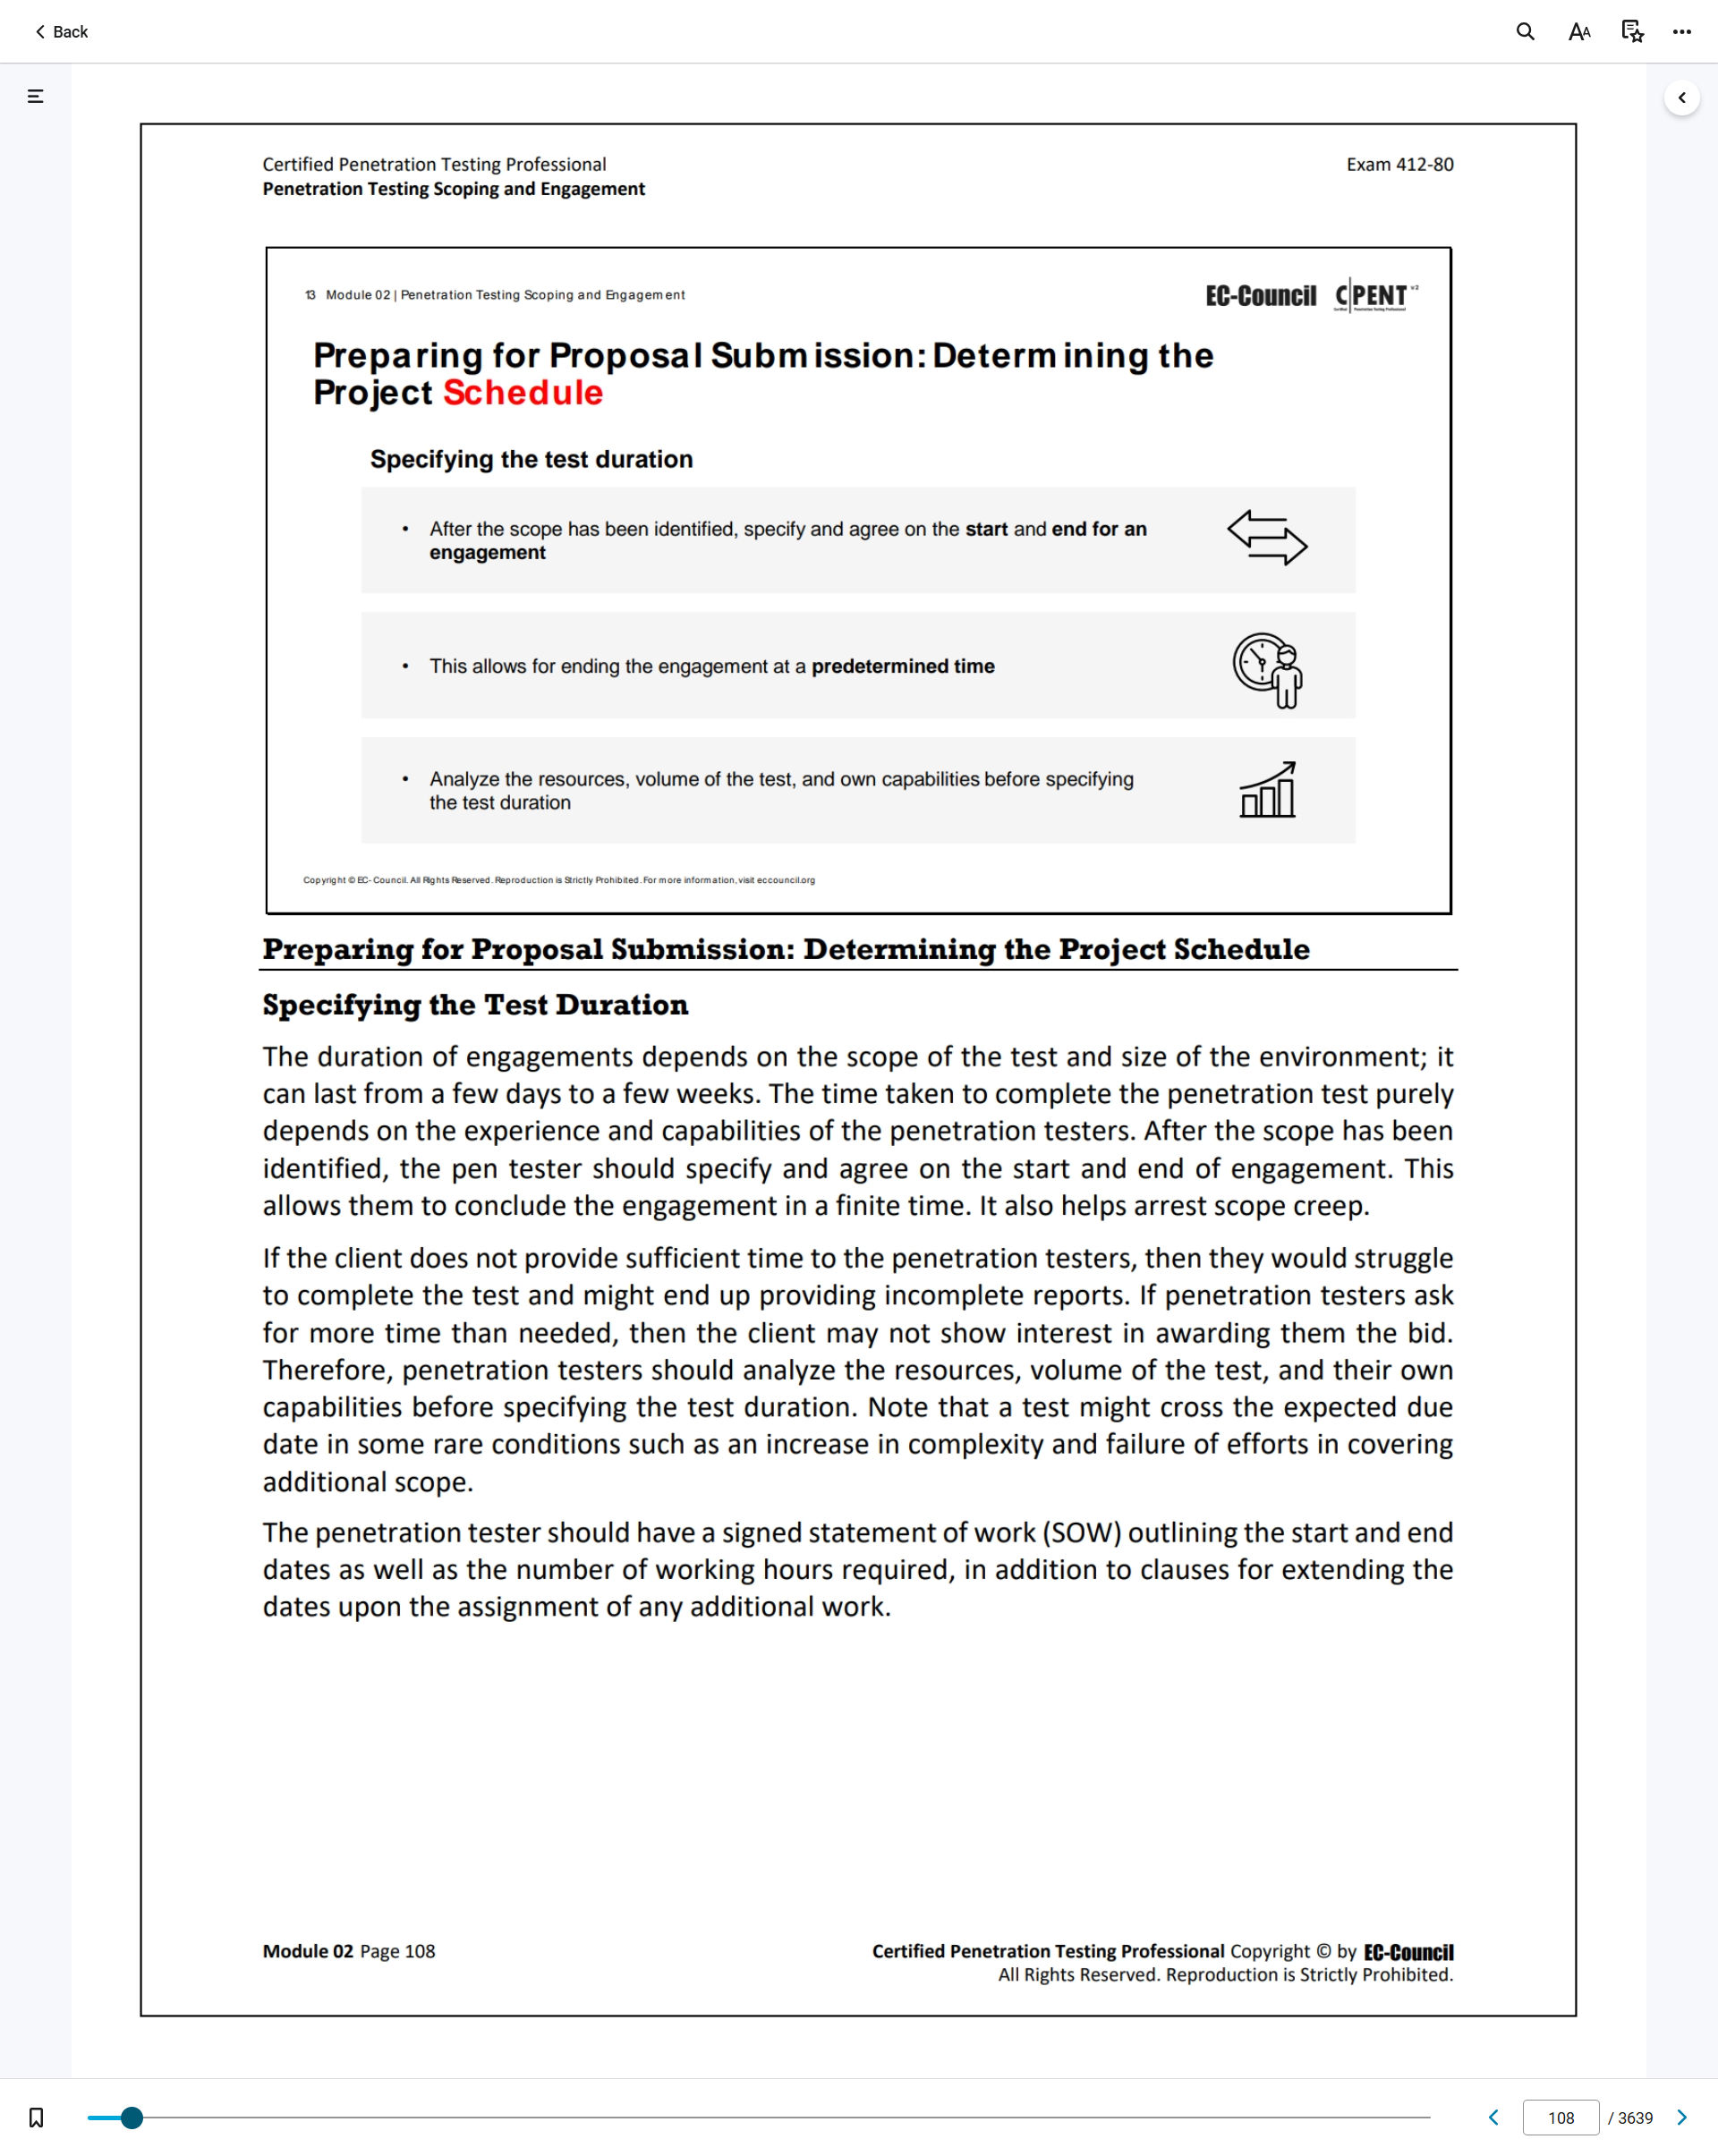 Back
Certified Penetration Testing Professional
Exam 412-80
Penetration Testing Scoping and Engagement
13 Module 02 | Penetration Testing Scoping and Engagement
EC-Council C|PENT
Preparing for Proposal Submission: Determining the
Project Schedule
Specifying the test duration
• After the scope has been identified, specify and agree on the start and end for an
engagement
• This allows for ending the engagement at a predetermined time
• Analyze the resources, volume of the test, and own capabilities before specifying
the test duration
Copyright © EC-Council. All Rights Reserved. Reproduction is Strictly Prohibited. For more information, visit eccouncil.org
Preparing for Proposal Submission: Determining the Project Schedule
Specifying the Test Duration
The duration of engagements depends on the scope of the test and size of the environment; it
can last from a few days to a few weeks. The time taken to complete the penetration test purely
depends on the experience and capabilities of the penetration testers. After the scope has been
identified, the pen tester should specify and agree on the start and end of engagement. This
allows them to conclude the engagement in a finite time. It also helps arrest scope creep.
If the client does not provide sufficient time to the penetration testers, then they would struggle
to complete the test and might end up providing incomplete reports. If penetration testers ask
for more time than needed, then the client may not show interest in awarding them the bid.
Therefore, penetration testers should analyze the resources, volume of the test, and their own
capabilities before specifying the test duration. Note that a test might cross the expected due
date in some rare conditions such as an increase in complexity and failure of efforts in covering
additional scope.
The penetration tester should have a signed statement of work (SOW) outlining the start and end
dates as well as the number of working hours required, in addition to clauses for extending the
dates upon the assignment of any additional work.
Module 02 Page 108
Certified Penetration Testing Professional Copyright © by EC-Council
All Rights Reserved. Reproduction is Strictly Prohibited.
108 / 3639